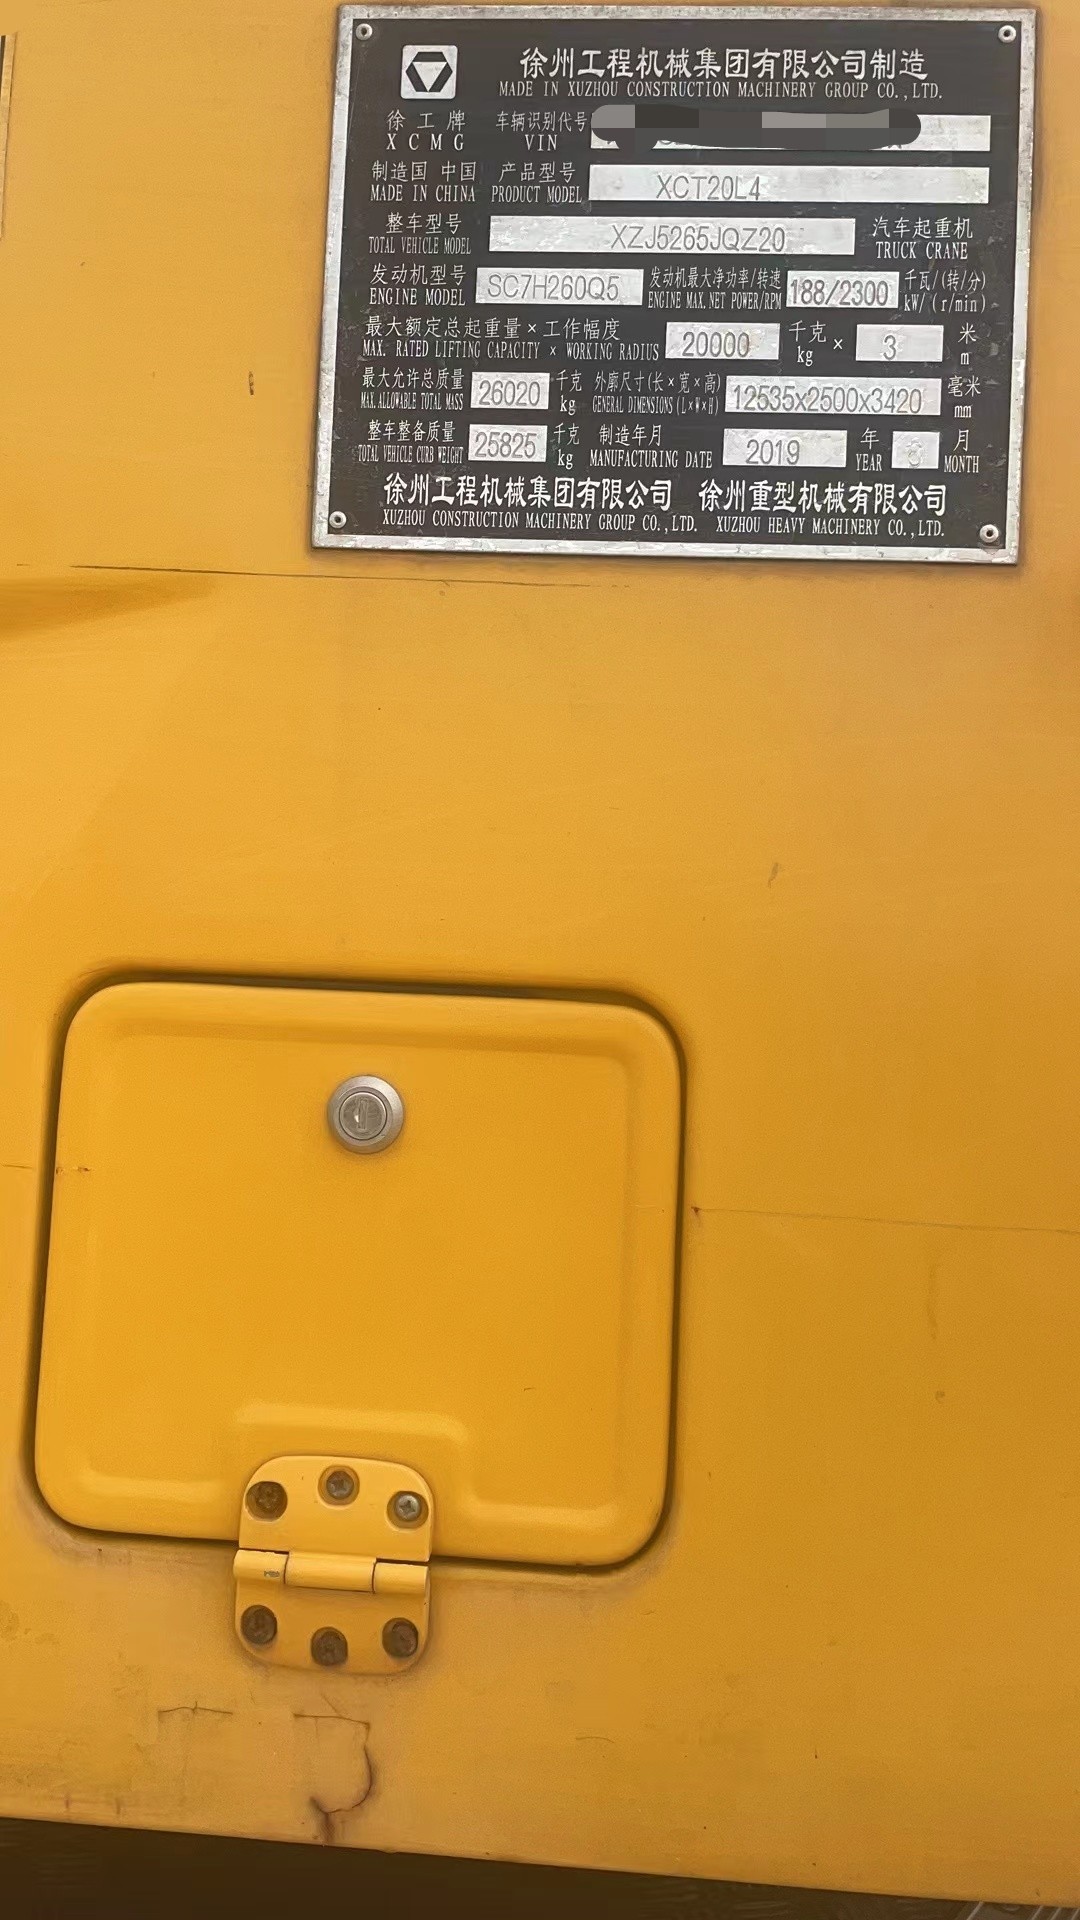 徐州工程机械集团有限公司制造
MADE IN XUZHOU CONSTRUCTION MACHINERY GROUP CO.,LTD.
徐工牌 车辆识别代号
XCMG VIN
制造国 中国 产品型号 XCT20L4
MADE IN CHINA PRODUCT MODEL
整车型号 XZJ5265JQZ20 汽车起重机
TOTAL VEHICLE MODEL TRUCK CRANE
发动机型号 SC7H260Q5 发动机最大净功率/转速 188/2300 千瓦/(转/分)
ENGINE MODEL ENGINE MAX.NET POWER/RPM kW/(r/min)
最大额定总起重量×工作幅度 20000 千克 × 3 米
MAX. RATED LIFTING CAPACITY × WORKING RADIUS kg m
最大允许总质量 26020 千克 外廓尺寸(长×宽×高) 12535x2500x3420 毫米
MAX.ALLOWABLE TOTAL MASS kg GENERAL DIMENSIONS(L×W×H) mm
整车整备质量 25825 千克 制造年月 2019 年 月
TOTAL VEHICLE CURB WEIGHT kg MANUFACTURING DATE YEAR MONTH
徐州工程机械集团有限公司 徐州重型机械有限公司
XUZHOU CONSTRUCTION MACHINERY GROUP CO.,LTD. XUZHOU HEAVY MACHINERY CO.,LTD.